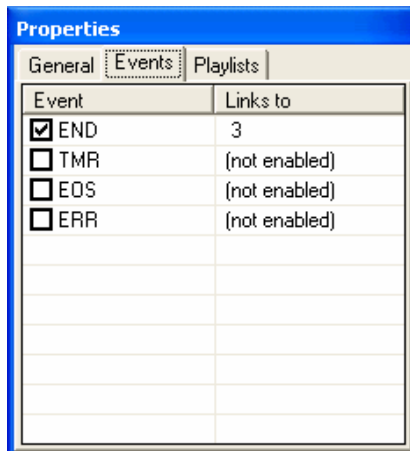 Properties
General Events Playlists
Event Links to
END 3
TMR (not enabled)
EOS (not enabled)
ERR (not enabled)